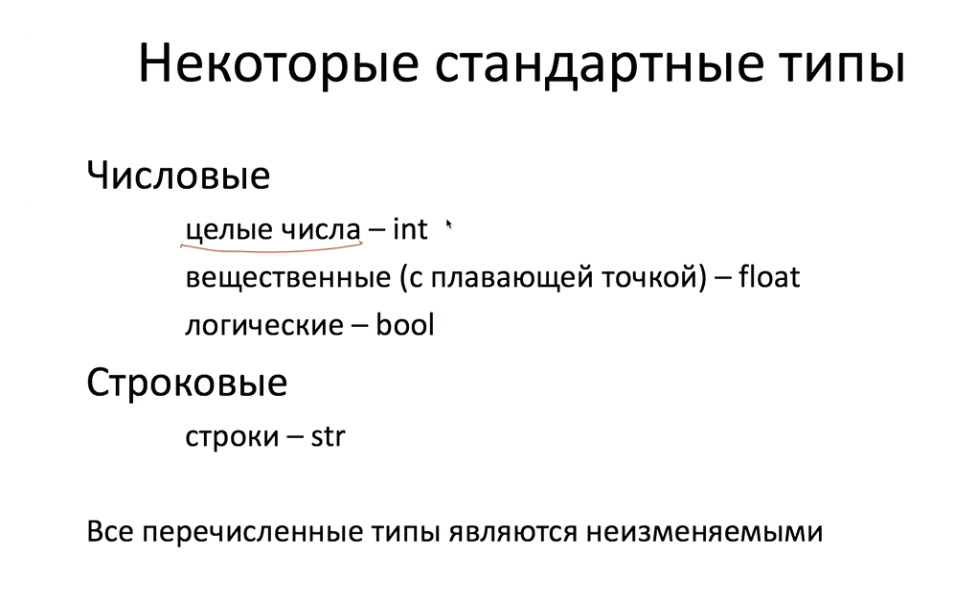 Некоторые стандартные типы
Числовые
целые числа – int
вещественные (с плавающей точкой) – float
логические – bool
Строковые
строки – str
Все перечисленные типы являются неизменяемыми